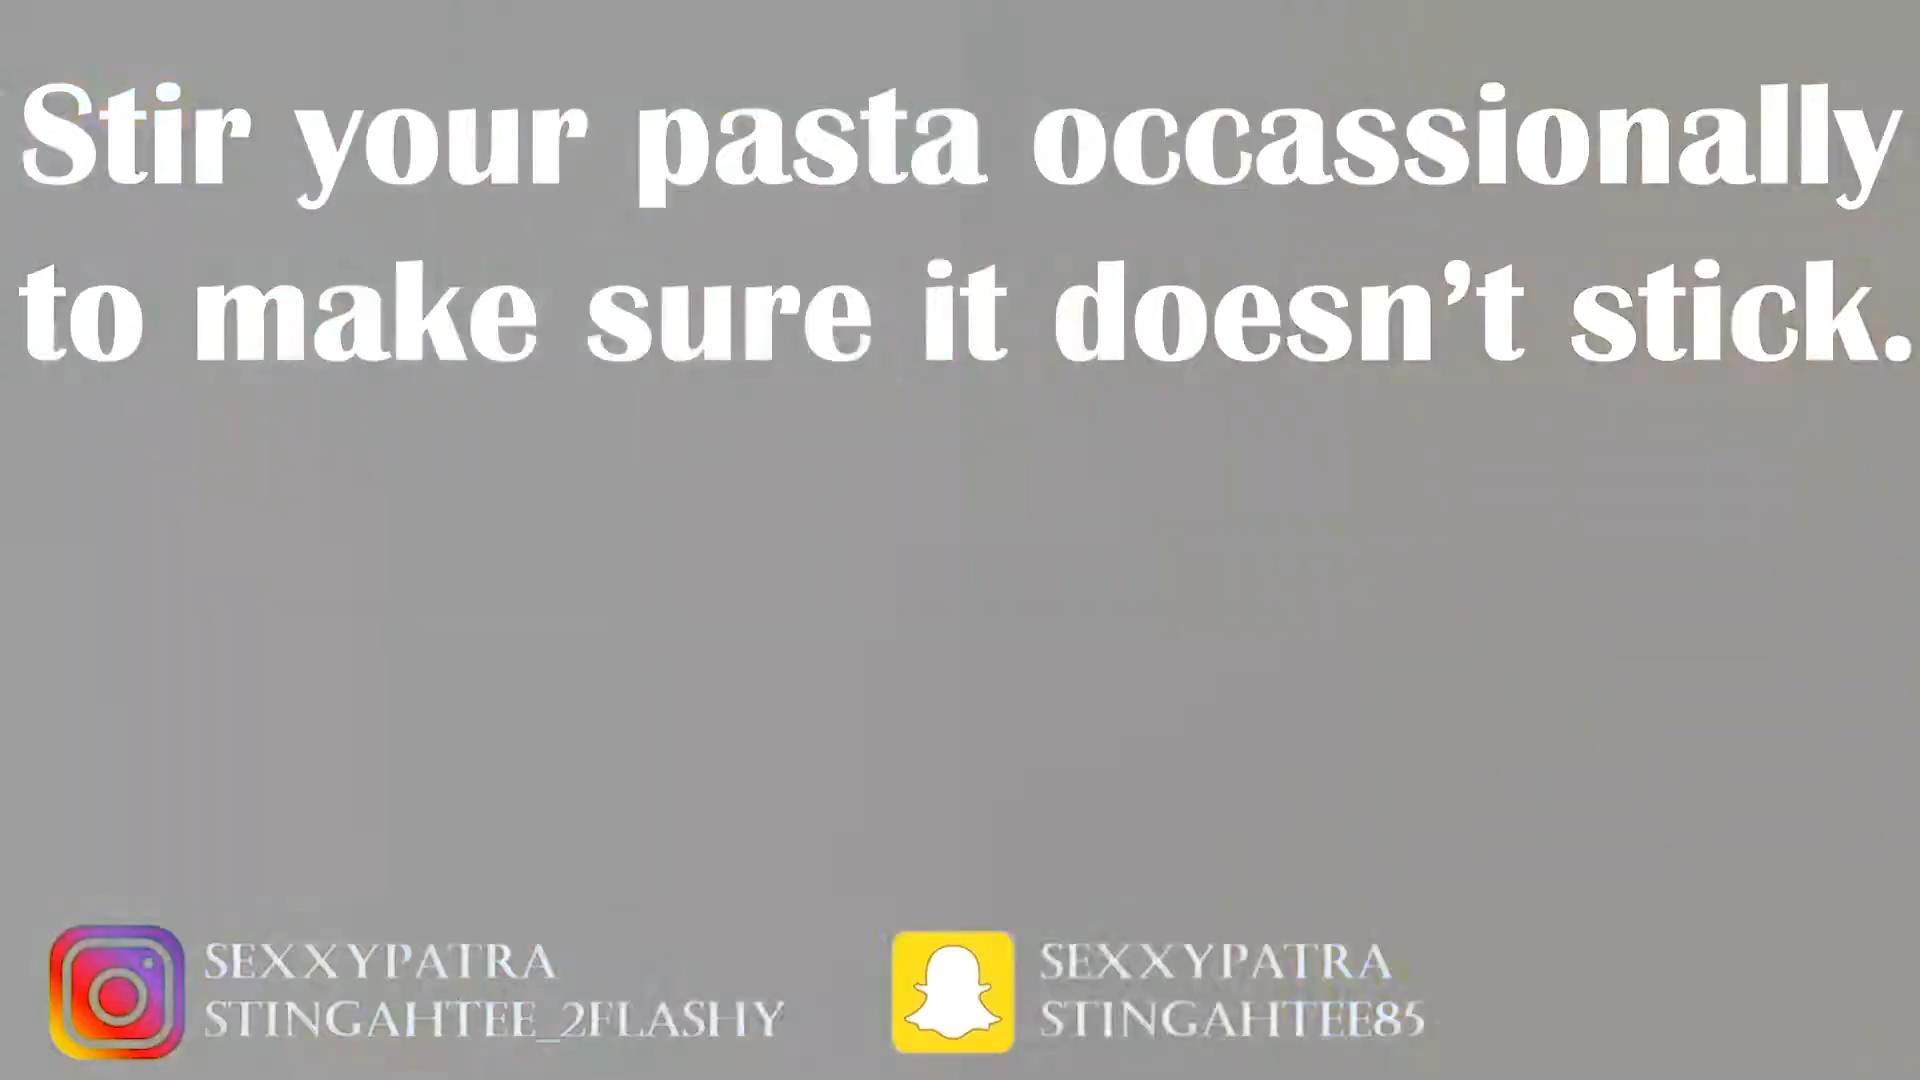 Stir your pasta occassionally
to make sure it doesn’t stick.
SEXXYPATRA
STINGAHTEE_2FLASHY
SEXXYPATRA
STINGAHTEE85